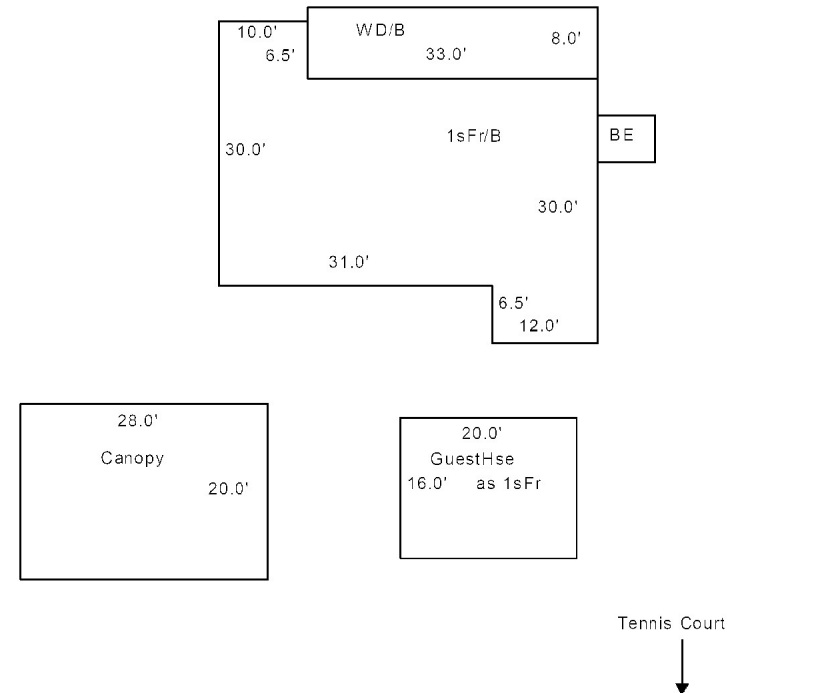 WD/B
10.0'
8.0'
6.5'
33.0'
1sFr/B
BE
30.0'
30.0'
31.0'
6.5'
12.0'
28.0'
Canopy
20.0'
20.0'
GuestHse
16.0' as 1sFr
Tennis Court